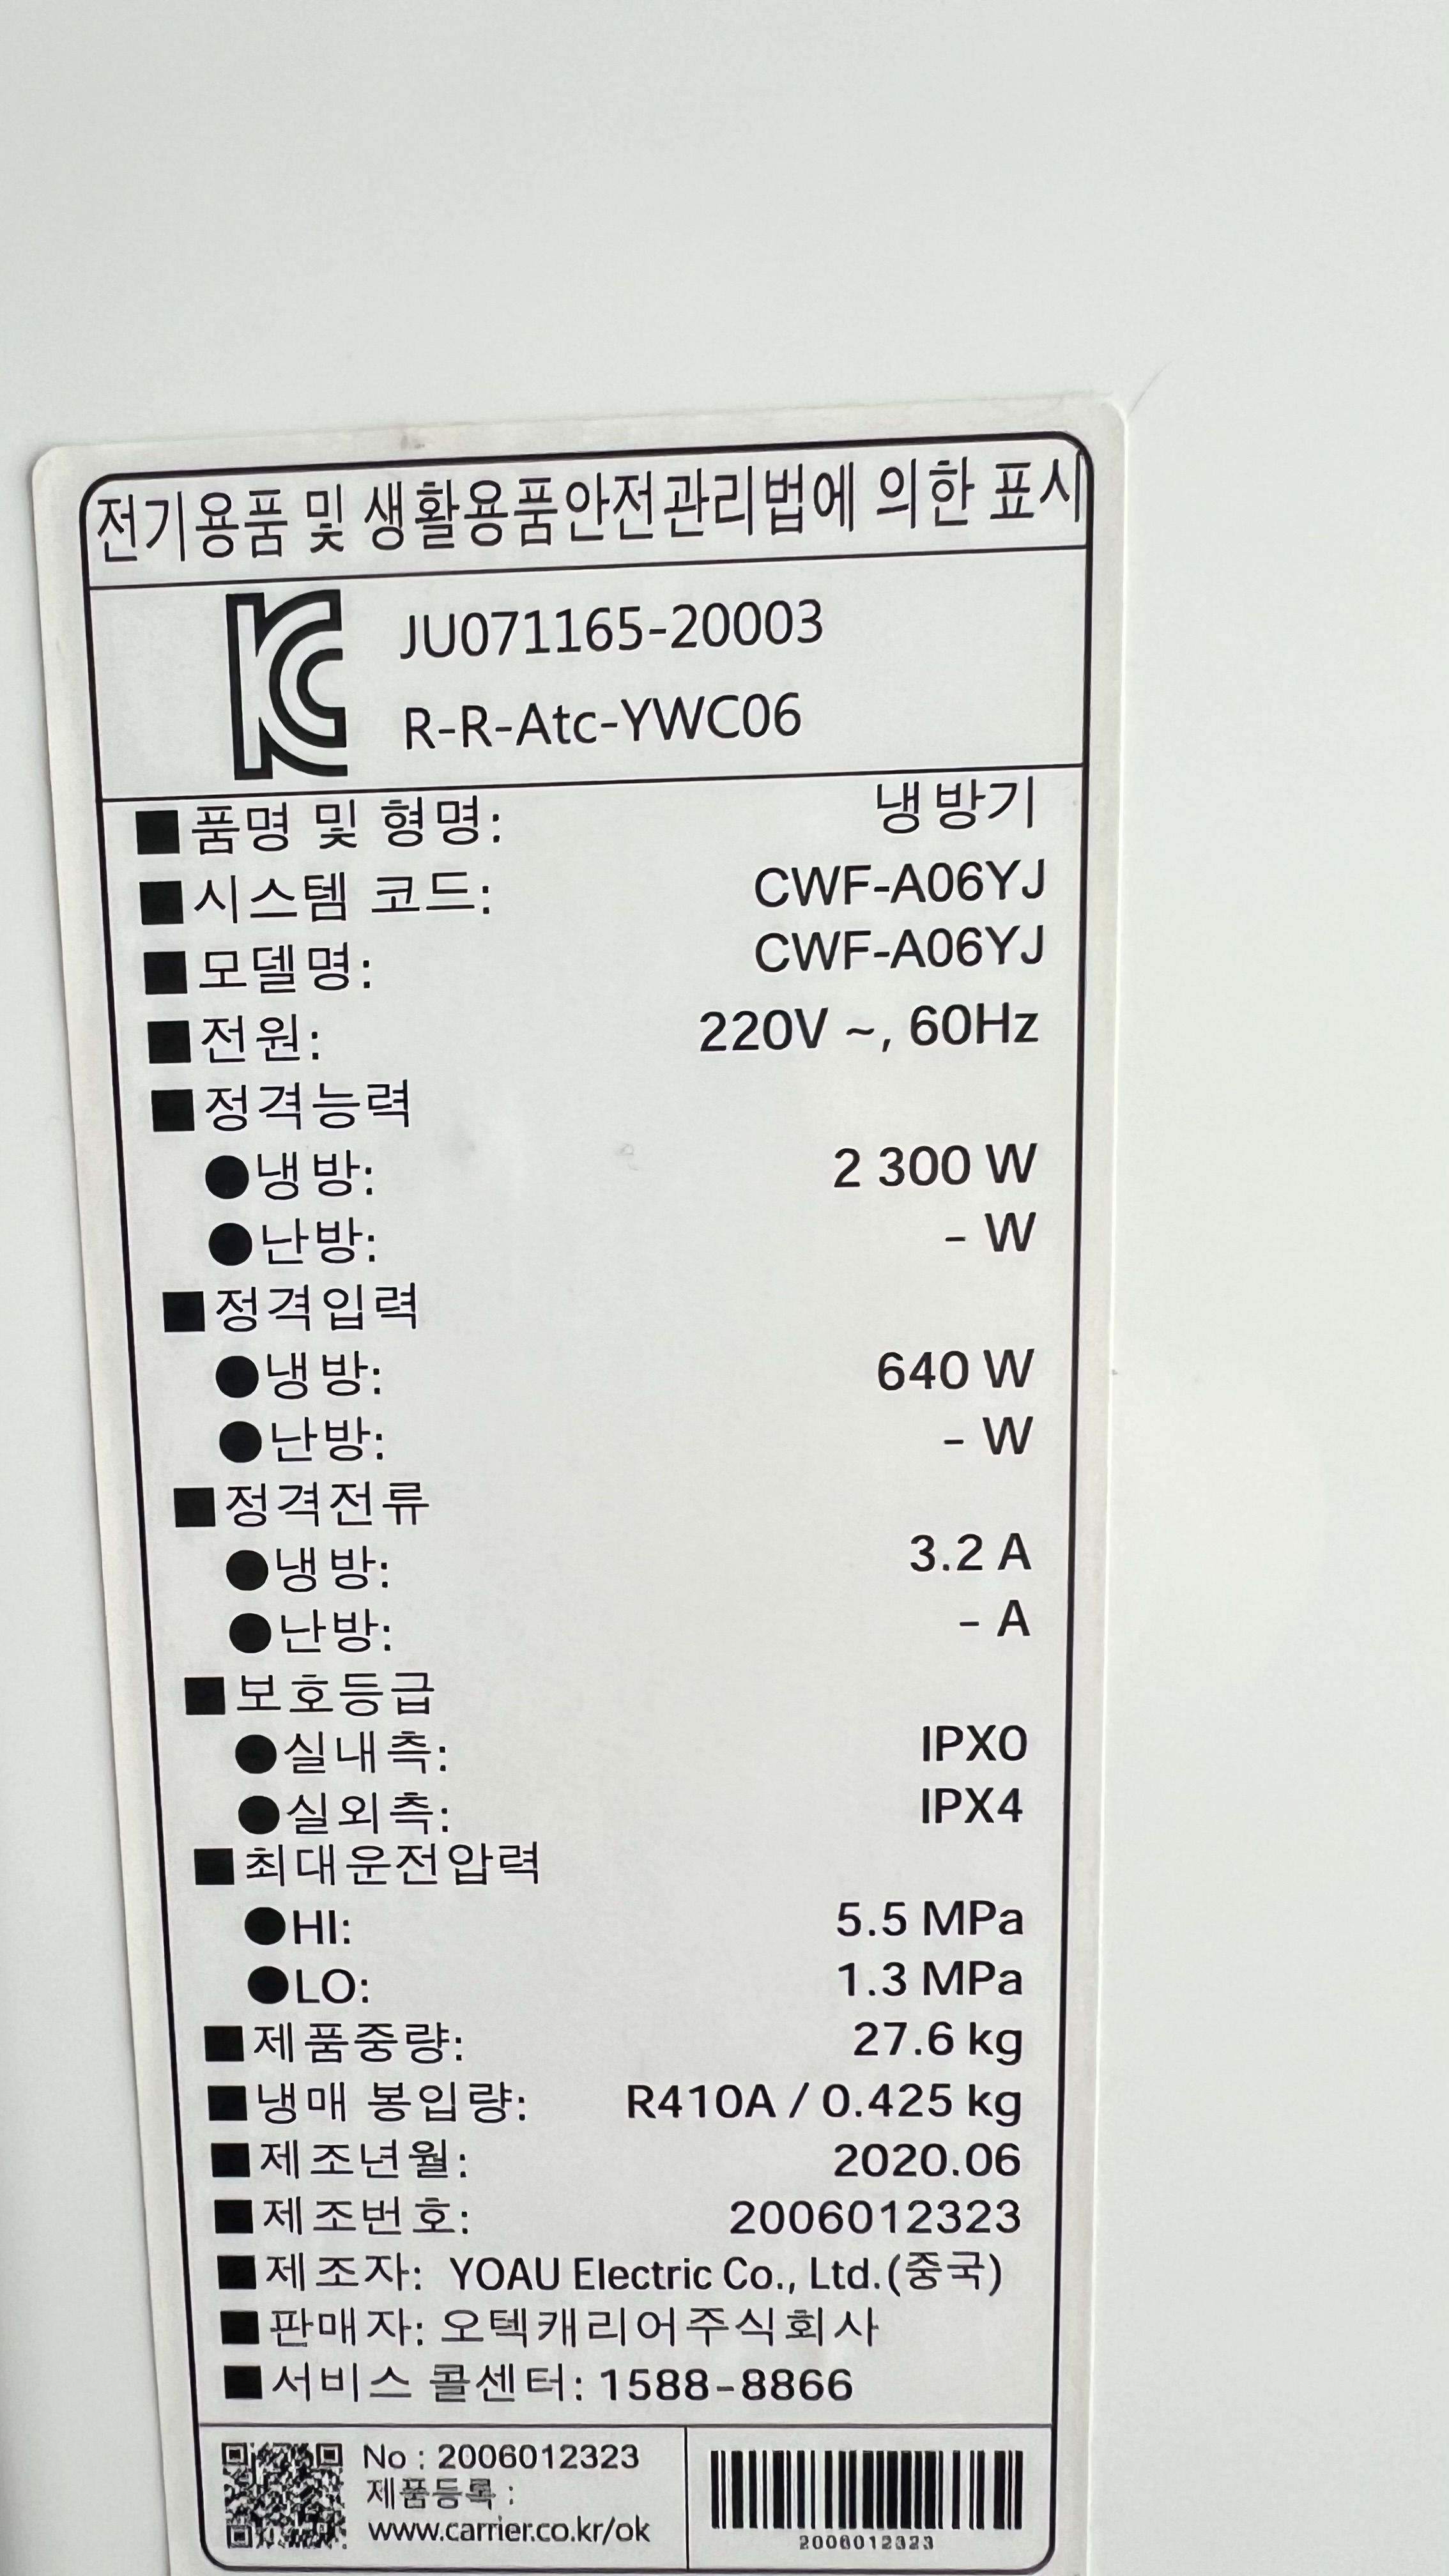 전기용품 및 생활용품안전관리법에 의한 표시
JU071165-20003
R-R-Atc-YWC06
■품명 및 형명: 냉방기
■시스템 코드: CWF-A06YJ
■모델명: CWF-A06YJ
■전원: 220V ~, 60Hz
■정격능력
●냉방: 2 300 W
●난방: - W
■정격입력
●냉방: 640 W
●난방: - W
■정격전류
●냉방: 3.2 A
●난방: - A
■보호등급
●실내측: IPX0
●실외측: IPX4
■최대운전압력
●HI: 5.5 MPa
●LO: 1.3 MPa
■제품중량: 27.6 kg
■냉매 봉입량: R410A / 0.425 kg
■제조년월: 2020.06
■제조번호: 2006012323
■제조자: YOAU Electric Co., Ltd.(중국)
■판매자: 오텍캐리어주식회사
■서비스 콜센터: 1588-8866
No : 2006012323
제품등록 :
www.carrier.co.kr/ok
2006012323